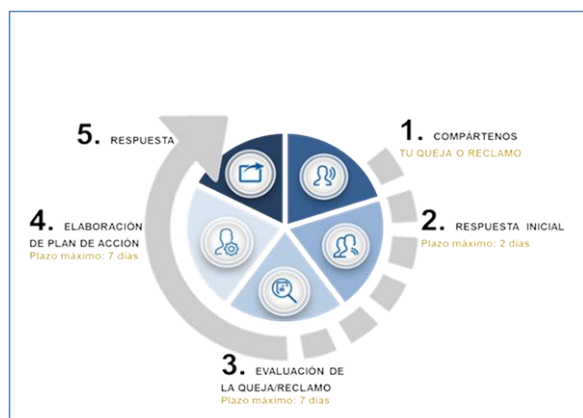 1. COMPÁRTENOS
TU QUEJA O RECLAMO
2. RESPUESTA INICIAL
Plazo máximo: 2 días
3. EVALUACIÓN DE
LA QUEJA/RECLAMO
Plazo máximo: 7 días
4. ELABORACIÓN
DE PLAN DE ACCIÓN
Plazo máximo: 7 días
5. RESPUESTA